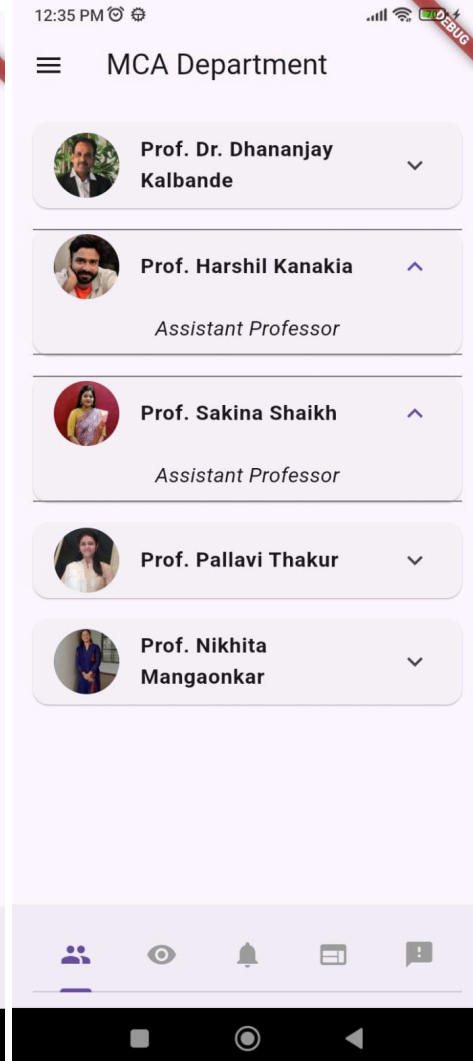 12:35 PM
DEBUG
MCA Department
Prof. Dr. Dhananjay
Kalbande
Prof. Harshil Kanakia
Assistant Professor
Prof. Sakina Shaikh
Assistant Professor
Prof. Pallavi Thakur
Prof. Nikhita
Mangaonkar